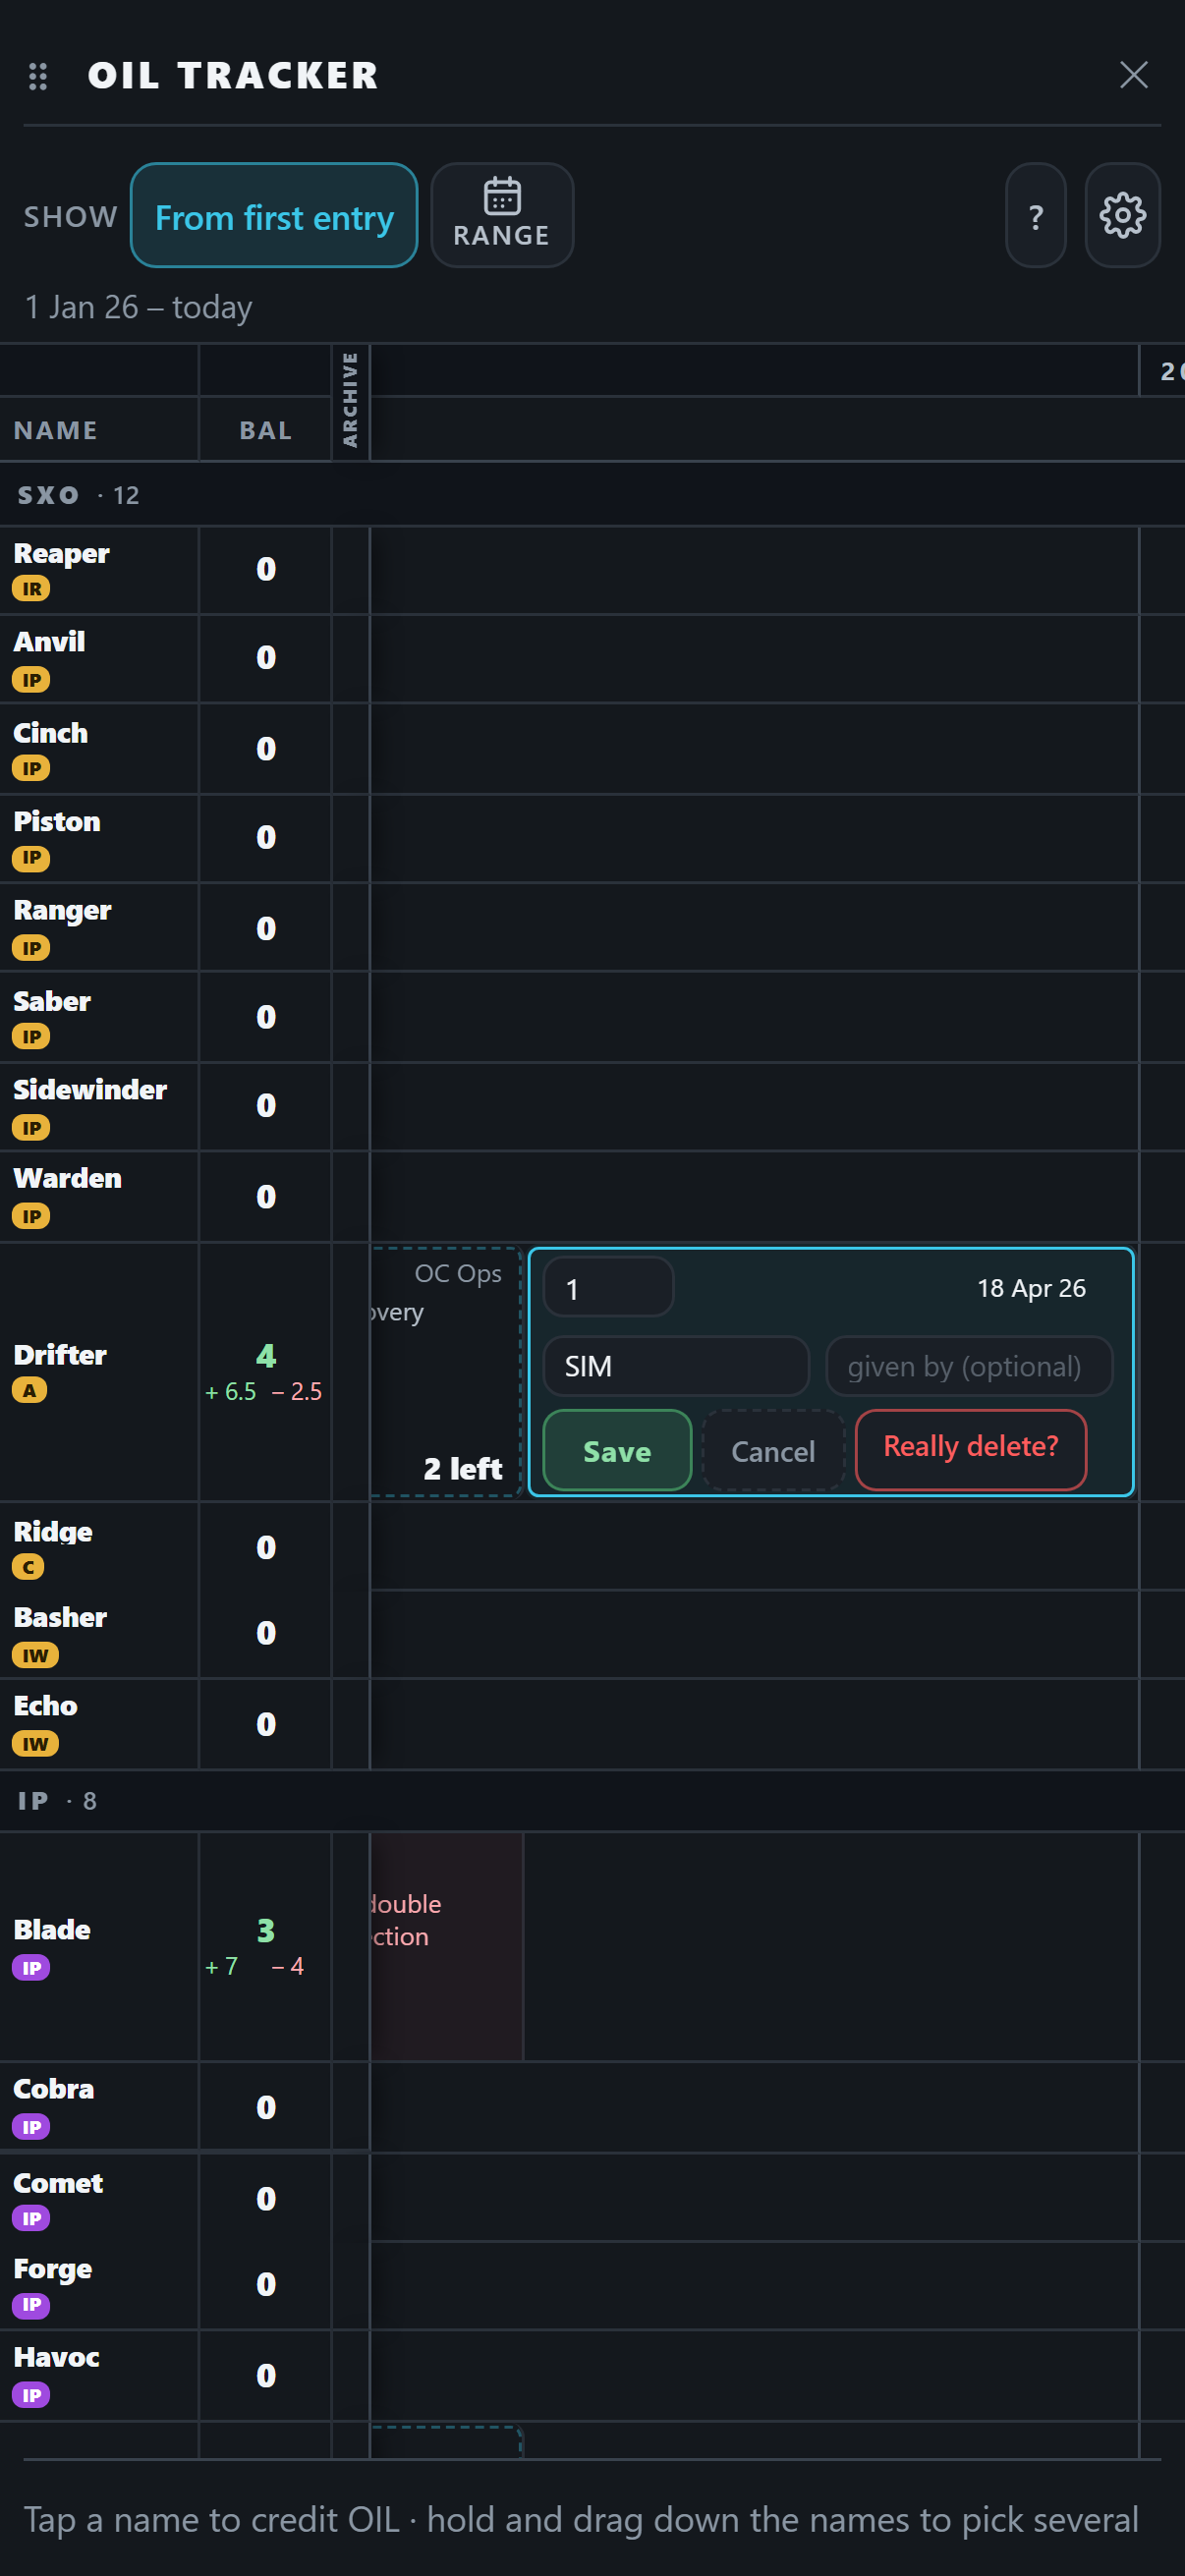 OIL TRACKER
SHOW From first entry RANGE ?
1 Jan 26 – today
ARCHIVE
NAME BAL
SXO · 12
Reaper
IR
0
Anvil
IP
0
Cinch
IP
0
Piston
IP
0
Ranger
IP
0
Saber
IP
0
Sidewinder
IP
0
Warden
IP
0
Drifter
A
4
+ 6.5 – 2.5
OC Ops
overy
2 left
1 18 Apr 26
SIM given by (optional)
Save Cancel Really delete?
Ridge
C
0
Basher
IW
0
Echo
IW
0
IP · 8
Blade
IP
3
+ 7 – 4
double
ection
Cobra
IP
0
Comet
IP
0
Forge
IP
0
Havoc
IP
0
Tap a name to credit OIL · hold and drag down the names to pick several